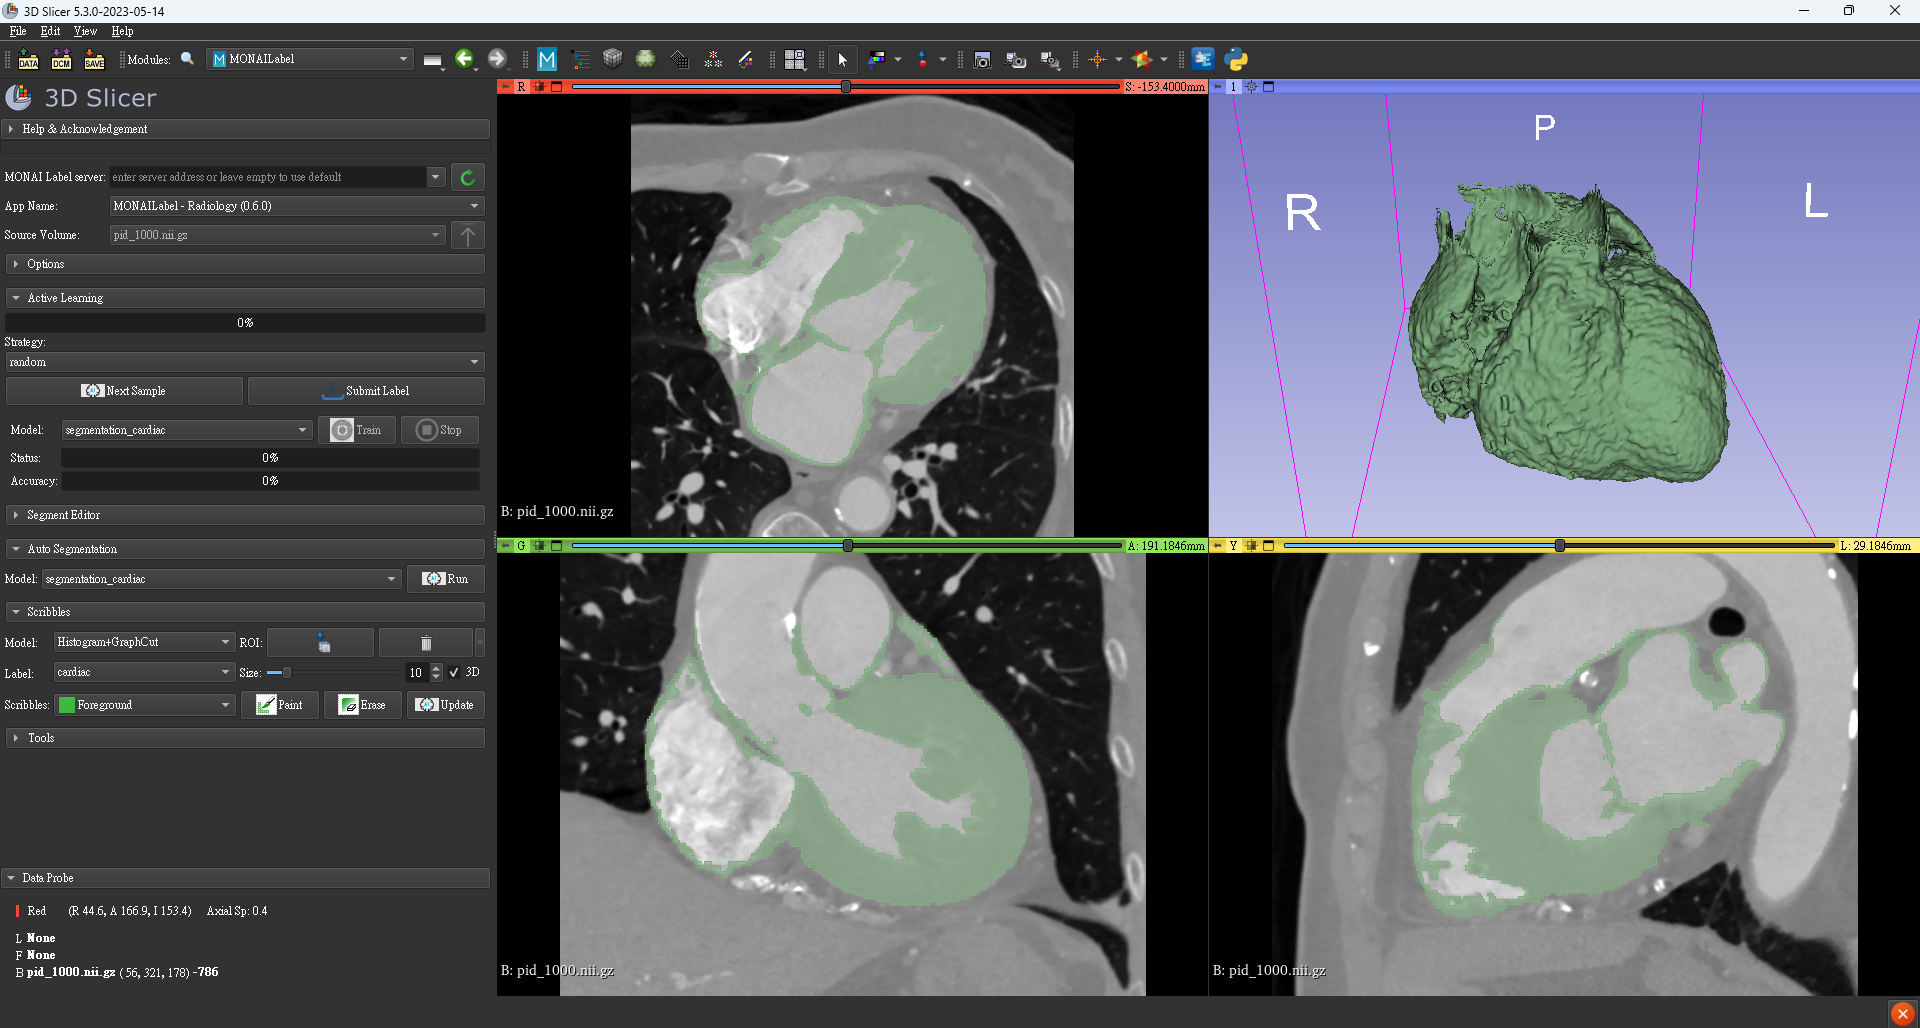 3D Slicer 5.3.0-2023-05-14
File Edit View Help
DATA DCM SAVE Modules: M MONAILabel M
3D Slicer
Help & Acknowledgement
MONAI Label server: enter server address or leave empty to use default
App Name: MONAILabel - Radiology (0.6.0)
Source Volume: pid_1000.nii.gz
Options
Active Learning
0%
Strategy:
random
Next Sample Submit Label
Model: segmentation_cardiac Train Stop
Status: 0%
Accuracy: 0%
Segment Editor
Auto Segmentation
Model: segmentation_cardiac Run
Scribbles
Model: Histogram+GraphCut ROI:
Label: cardiac Size: 10 3D
Scribbles: Foreground Paint Erase Update
Tools
Data Probe
Red (R 44.6, A 166.9, I 153.4) Axial Sp: 0.4
L None
F None
B pid_1000.nii.gz (56, 321, 178) -786
R S: -153.4000mm
B: pid_1000.nii.gz
1
P
R
L
G A: 191.1846mm
B: pid_1000.nii.gz
Y L: 29.1846mm
B: pid_1000.nii.gz